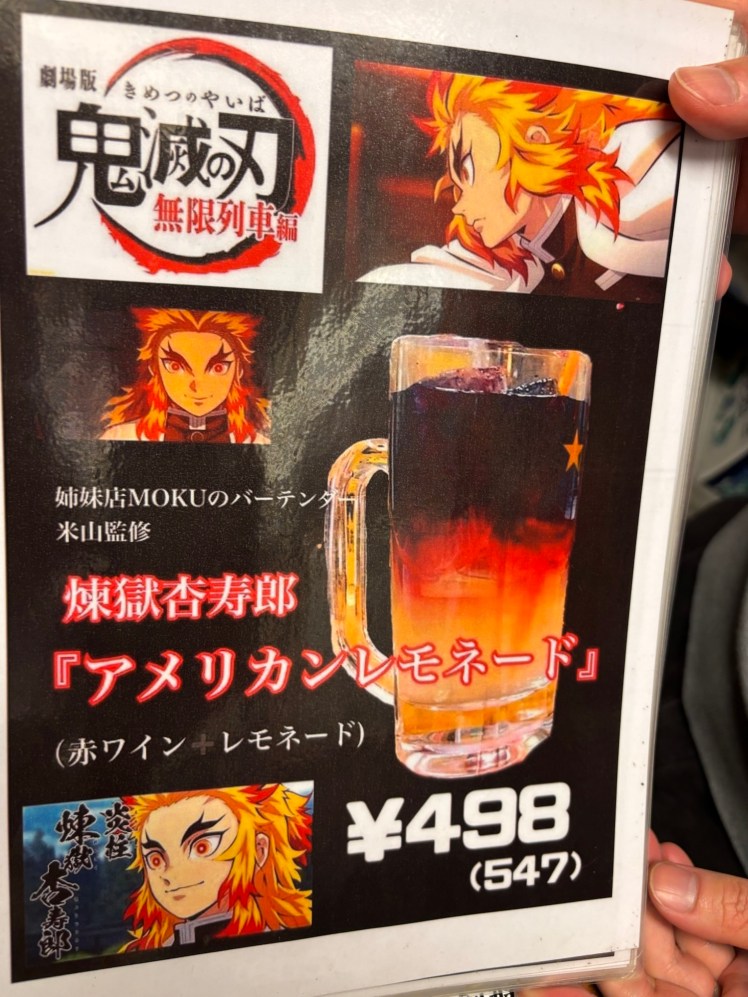 劇場版
きめつのやいば
鬼滅の刃
無限列車編
姉妹店MOKUのバーテンダー
米山監修
煉獄杏寿郎
『アメリカンレモネード』
(赤ワイン+レモネード)
炎柱
煉獄杏寿郎
¥498
(547)